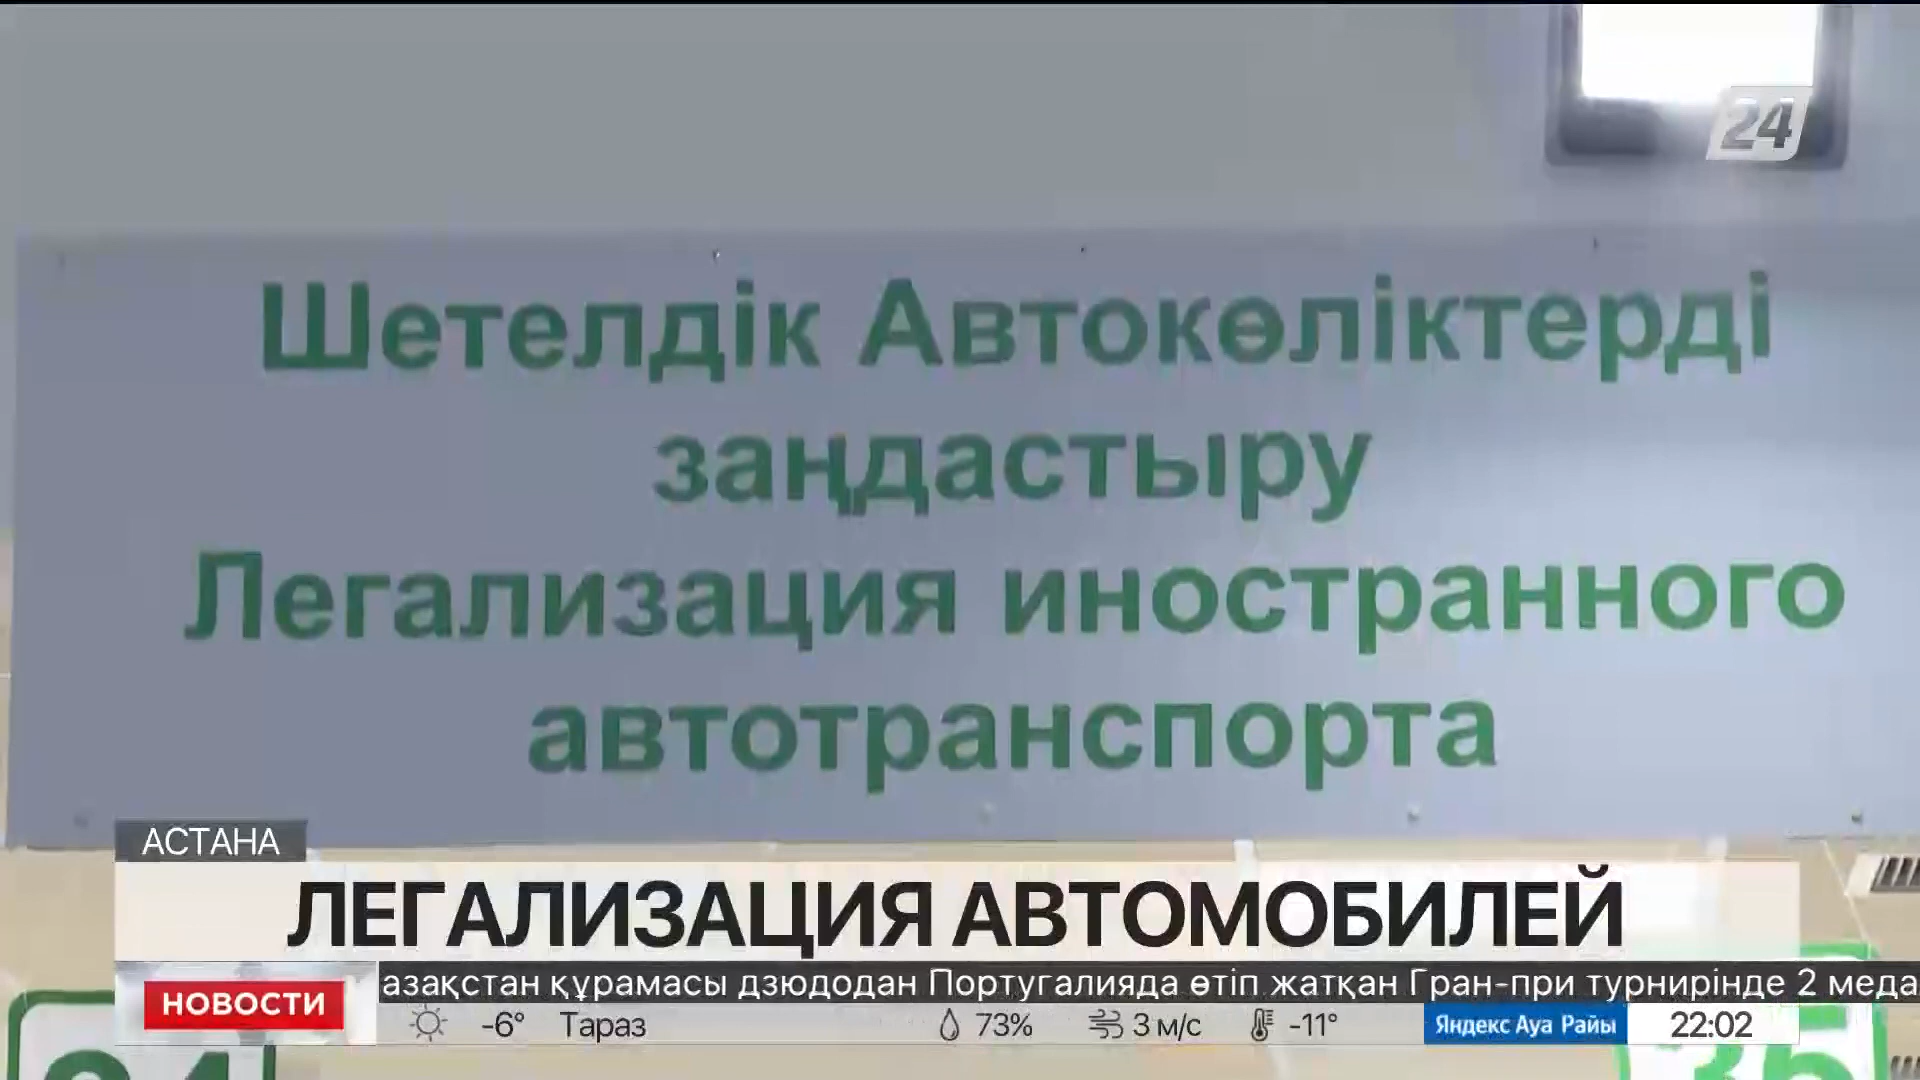 24
Шетелдік Автокөліктерді
заңдастыру
Легализация иностранного
автотранспорта
АСТАНА
ЛЕГАЛИЗАЦИЯ АВТОМОБИЛЕЙ
НОВОСТИ
азақстан құрамасы дзюдодан Португалияда өтіп жатқан Гран-при турнирінде 2 меда
-6° Тараз 73% 3 м/с -11° Яндекс Ауа Райы 22:02
35